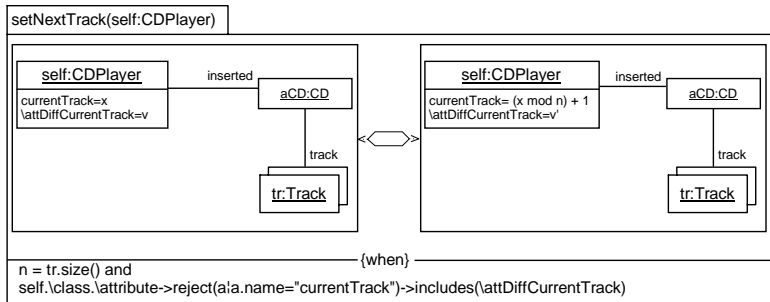 setNextTrack(self:CDPlayer)
self:CDPlayer
currentTrack=x
\attDiffCurrentTrack=v
inserted
aCD:CD
track
tr:Track
self:CDPlayer
currentTrack= (x mod n) + 1
\attDiffCurrentTrack=v'
inserted
aCD:CD
track
tr:Track
{when}
n = tr.size() and
self.\class.\attribute->reject(a¦a.name="currentTrack")->includes(\attDiffCurrentTrack)